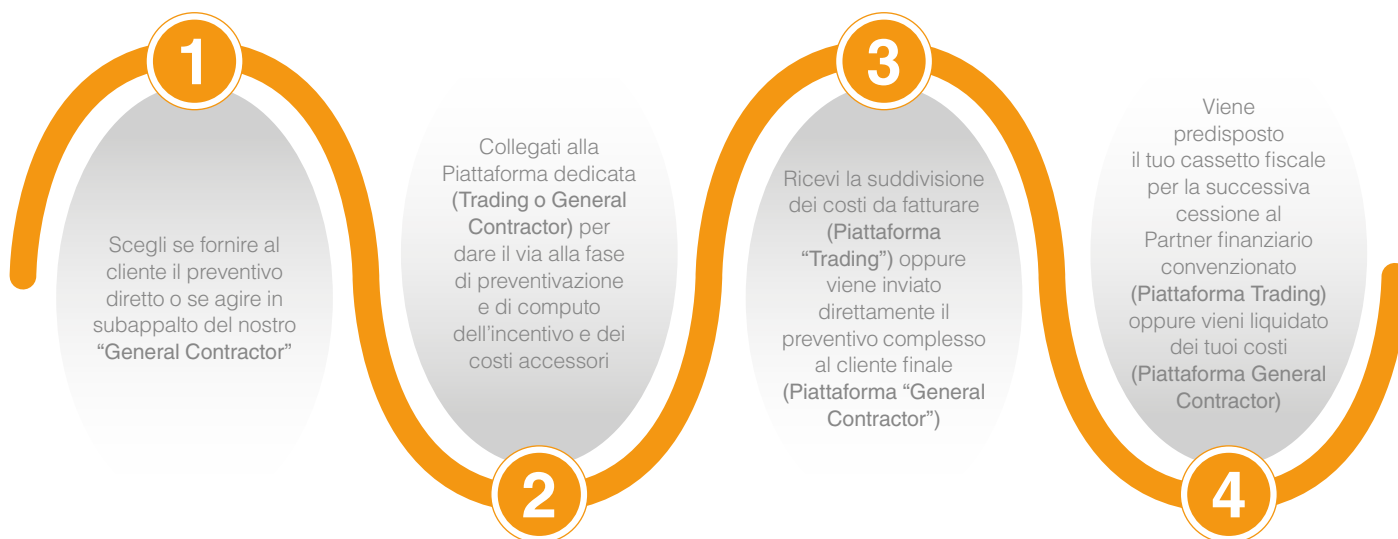 1
Scegli se fornire al
cliente il preventivo
diretto o se agire in
subappalto del nostro
“General Contractor”
2
Collegati alla
Piattaforma dedicata
(Trading o General
Contractor) per
dare il via alla fase
di preventivazione
e di computo
dell’incentivo e dei
costi accessori
3
Ricevi la suddivisione
dei costi da fatturare
(Piattaforma
“Trading”) oppure
viene inviato
direttamente il
preventivo complesso
al cliente finale
(Piattaforma “General
Contractor”)
4
Viene
predisposto
il tuo cassetto fiscale
per la successiva
cessione al
Partner finanziario
convenzionato
(Piattaforma Trading)
oppure vieni liquidato
dei tuoi costi
(Piattaforma General
Contractor)